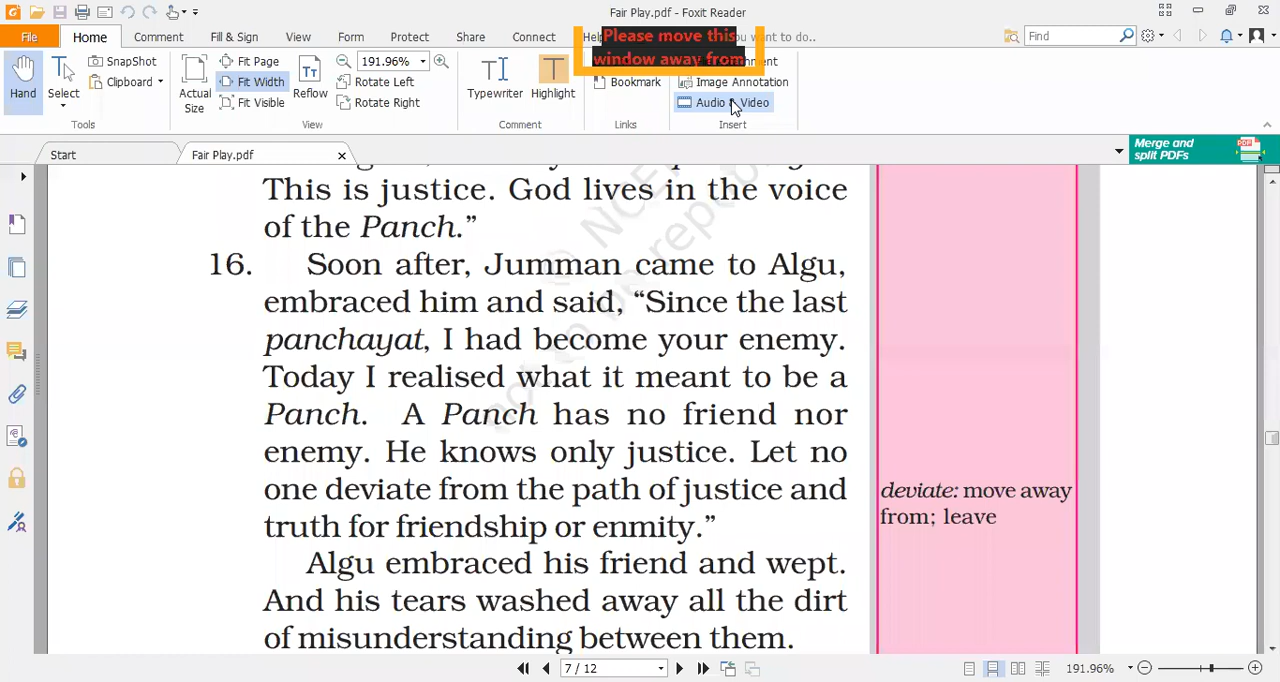 Fair Play.pdf - Foxit Reader
File Home Comment Fill & Sign View Form Protect Share Connect Help you want to do.. Find
Please move this
window away from
SnapShot Fit Page 191.96%
Hand Select Clipboard Actual Size Fit Width Reflow Rotate Left Typewriter Highlight Bookmark Image Annotation
Fit Visible Rotate Right Audio & Video
Tools View Comment Links Insert
Start Fair Play.pdf Merge and
split PDFs
This is justice. God lives in the voice
of the Panch.”
16. Soon after, Jumman came to Algu,
embraced him and said, “Since the last
panchayat, I had become your enemy.
Today I realised what it meant to be a
Panch. A Panch has no friend nor
enemy. He knows only justice. Let no
one deviate from the path of justice and
truth for friendship or enmity.”
deviate: move away
from; leave
Algu embraced his friend and wept.
And his tears washed away all the dirt
of misunderstanding between them.
7 / 12 191.96%